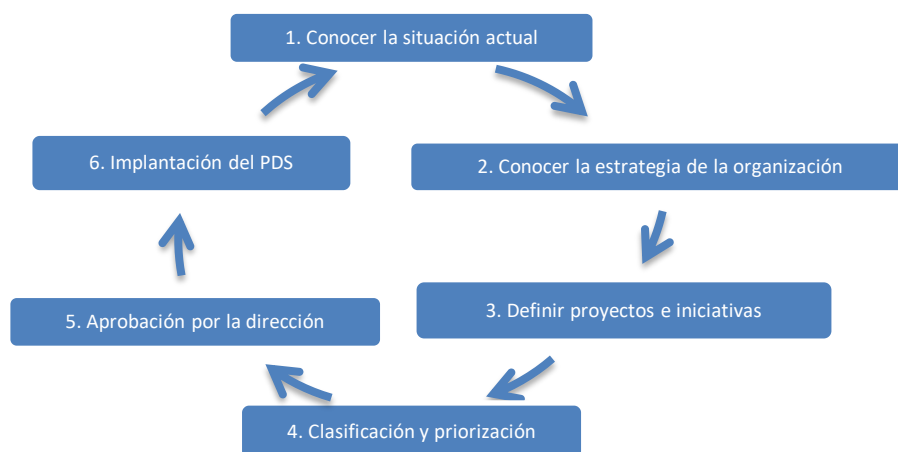 1. Conocer la situación actual
2. Conocer la estrategia de la organización
3. Definir proyectos e iniciativas
4. Clasificación y priorización
5. Aprobación por la dirección
6. Implantación del PDS